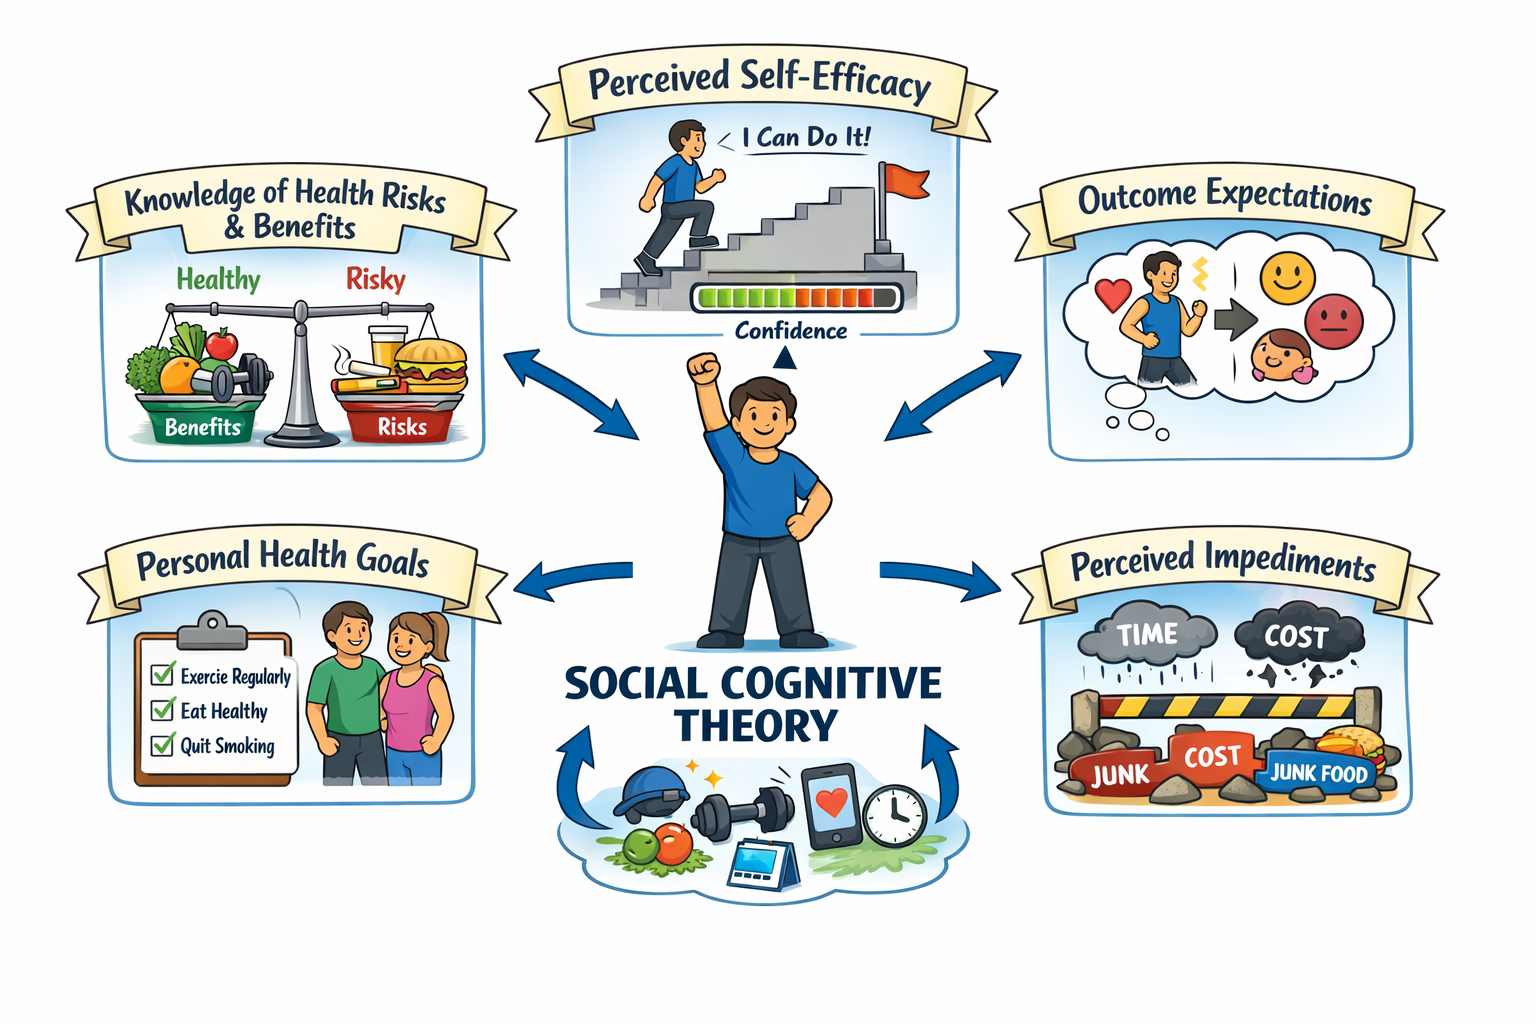 Perceived Self-Efficacy
I Can Do It!
Confidence
Knowledge of Health Risks
& Benefits
Healthy
Risky
Benefits
Risks
Outcome Expectations
Personal Health Goals
Exercie Regularly
Eat Healthy
Quit Smoking
SOCIAL COGNITIVE
THEORY
Perceived Impediments
TIME
COST
JUNK
COST
JUNK FOOD